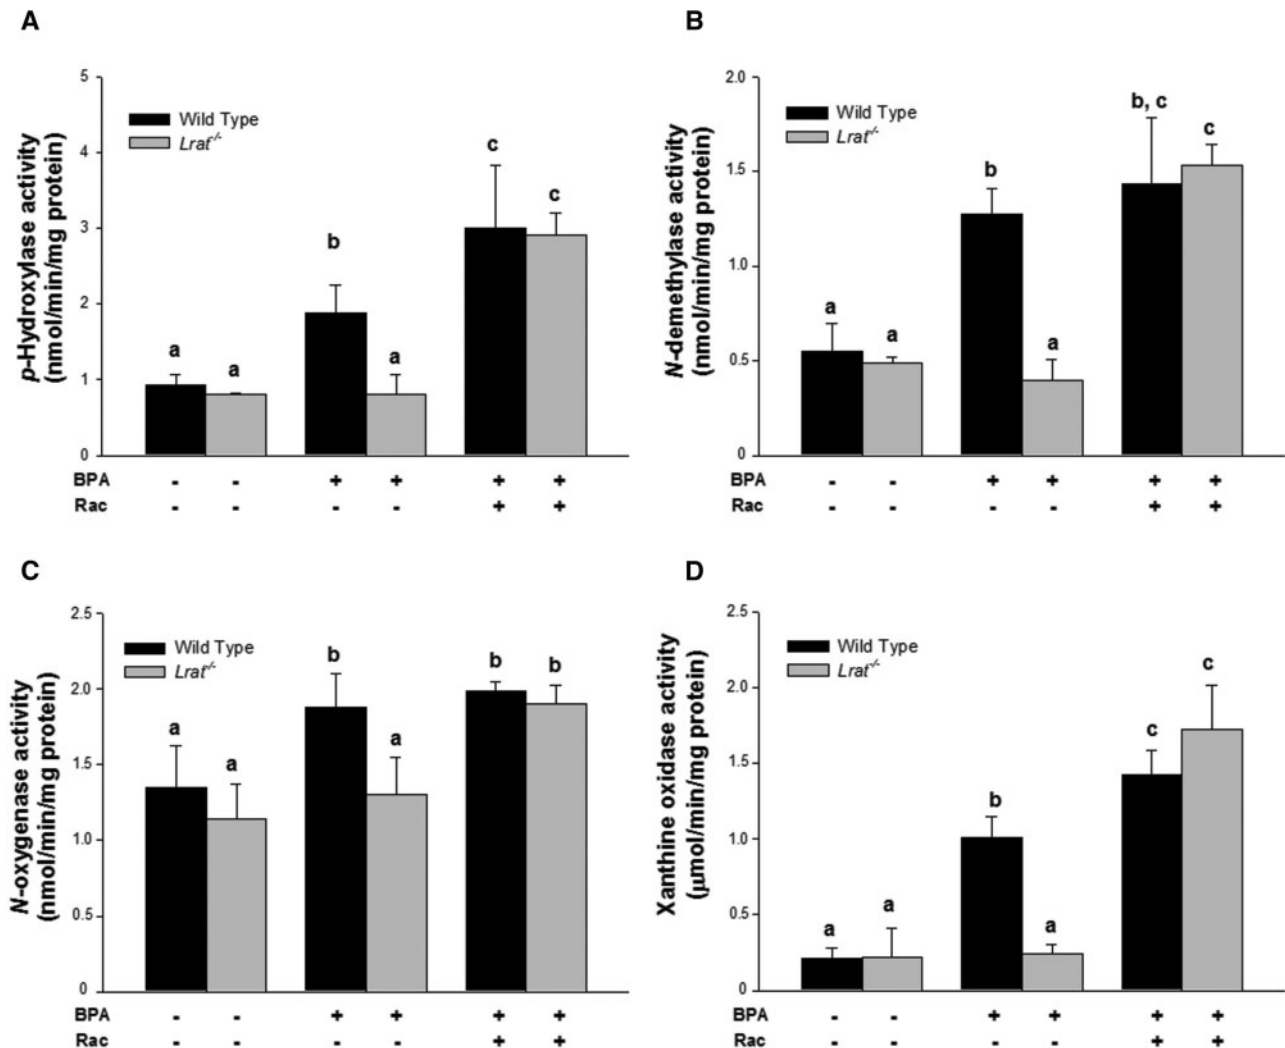 A
p-Hydroxylase activity
(nmol/min/mg protein)
5
4
3
2
1
0
Wild Type
Lrat-/-
a
a
b
a
c
c
BPA - - + + + +
Rac - - - - + +
B
N-demethylase activity
(nmol/min/mg protein)
2.0
1.5
1.0
0.5
0
Wild Type
Lrat-/-
a
a
b
a
b, c
c
- - + + + +
- - - - + +
C
N-oxygenase activity
(nmol/min/mg protein)
2.5
2.0
1.5
1.0
0.5
0
Wild Type
Lrat-/-
a
a
b
a
b
b
BPA - - + + + +
Rac - - - - + +
D
Xanthine oxidase activity
(μmol/min/mg protein)
2.5
2.0
1.5
1.0
0.5
0
Wild Type
Lrat-/-
a
a
b
a
c
c
- - + + + +
- - - - + +